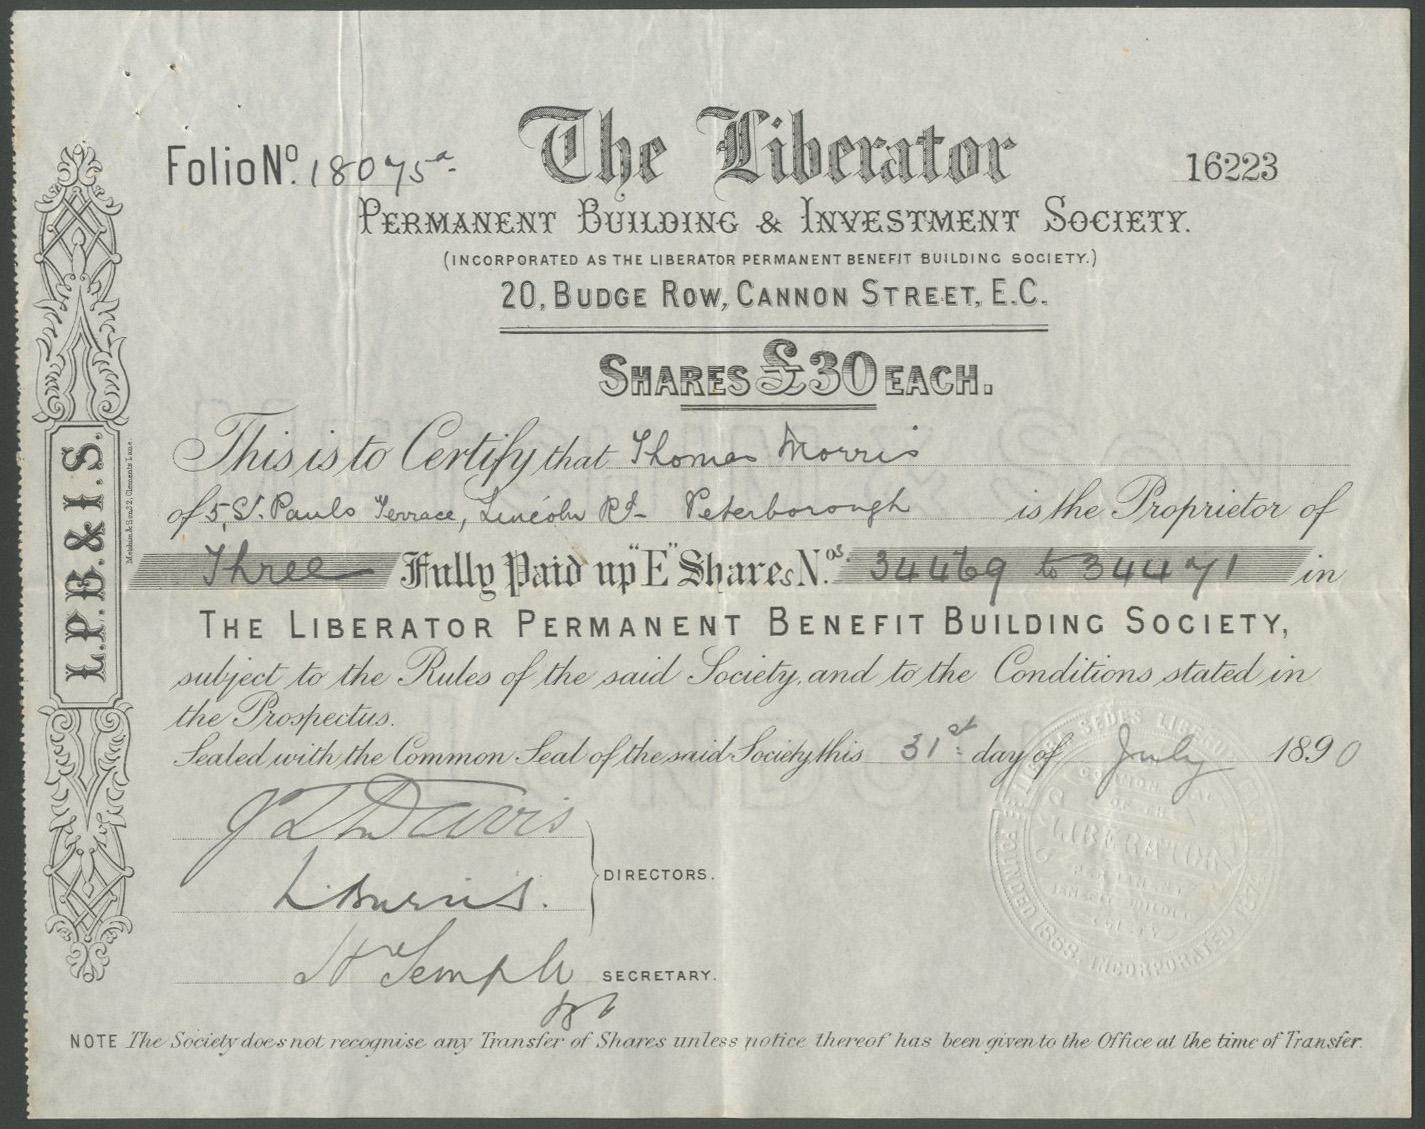 Folio No. 18075a
The Liberator
16223
PERMANENT BUILDING & INVESTMENT SOCIETY.
(INCORPORATED AS THE LIBERATOR PERMANENT BENEFIT BUILDING SOCIETY.)
20, BUDGE ROW, CANNON STREET, E.C.
SHARES £30 EACH.
This is to Certify that Thomas Morris
of 5, St. Pauls Terrace, Lincoln Rd Peterborough is the Proprietor of
Three Fully Paid up "E" Shares Nos. 34469 to 34471 in
THE LIBERATOR PERMANENT BENEFIT BUILDING SOCIETY,
subject to the Rules of the said Society, and to the Conditions stated in
the Prospectus.
Sealed with the Common Seal of the said Society this 31st day of July 1890
Davis
DIRECTORS.
Temple SECRETARY.
NOTE The Society does not recognise any Transfer of Shares unless notice thereof has been given to the Office at the time of Transfer.
L.P.B. & I.S.
SEDES
LIBERATOR
FOUNDED 1868. INCORPORATED 1874